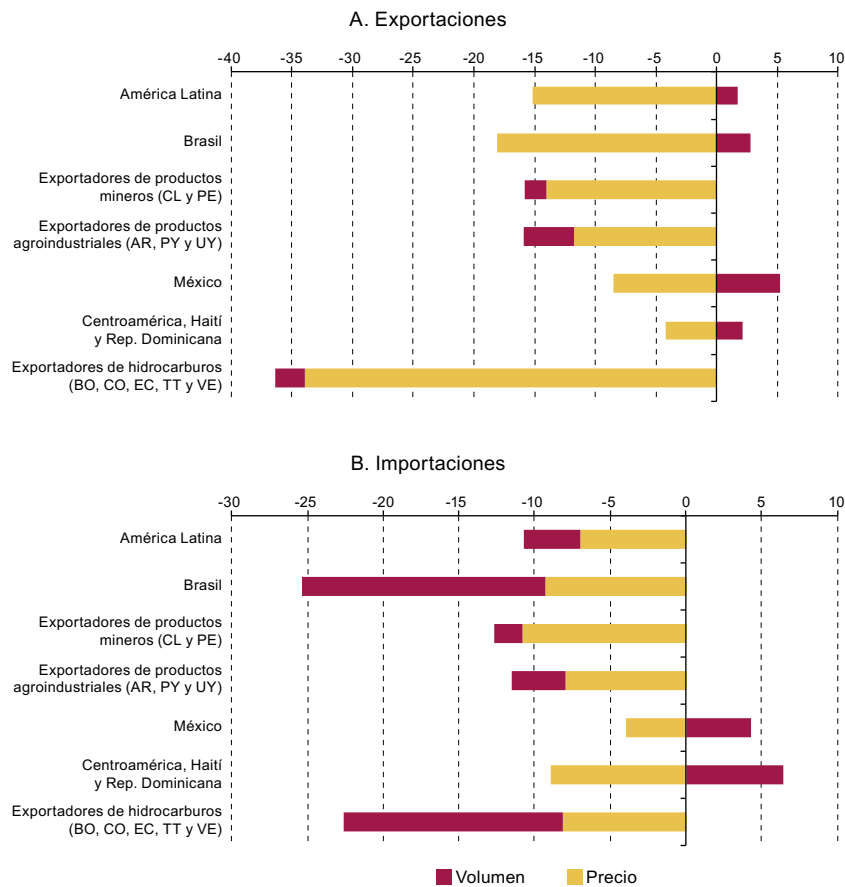 A. Exportaciones
-40 -35 -30 -25 -20 -15 -10 -5 0 5 10
América Latina
Brasil
Exportadores de productos
mineros (CL y PE)
Exportadores de productos
agroindustriales (AR, PY y UY)
México
Centroamérica, Haití
y Rep. Dominicana
Exportadores de hidrocarburos
(BO, CO, EC, TT y VE)
B. Importaciones
-30 -25 -20 -15 -10 -5 0 5 10
América Latina
Brasil
Exportadores de productos
mineros (CL y PE)
Exportadores de productos
agroindustriales (AR, PY y UY)
México
Centroamérica, Haití
y Rep. Dominicana
Exportadores de hidrocarburos
(BO, CO, EC, TT y VE)
Volumen Precio